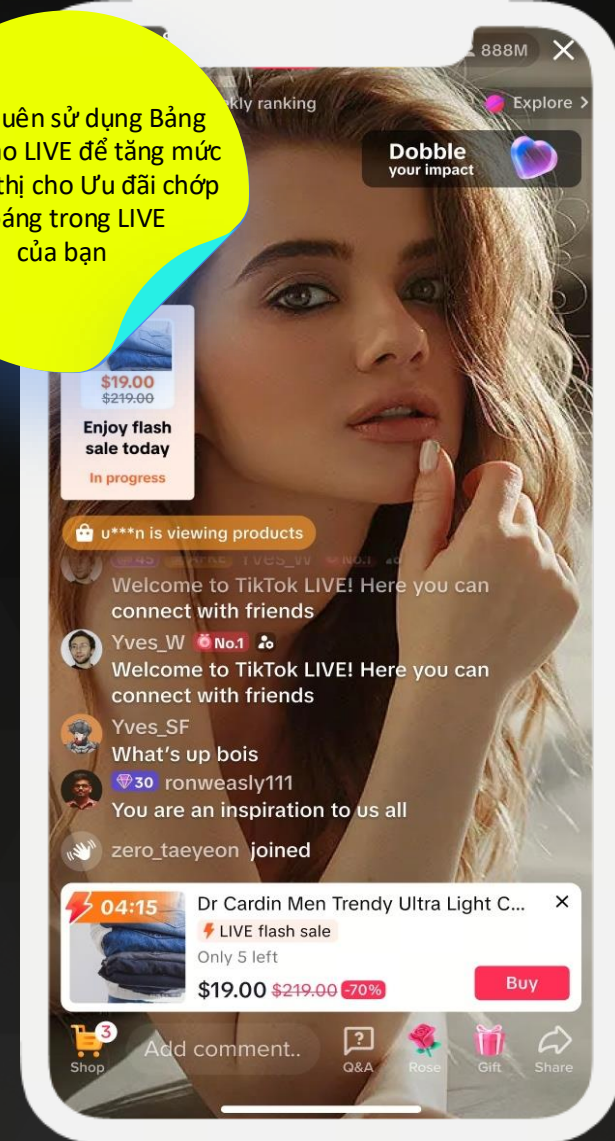 888M
kly ranking
Explore >
uên sử dụng Bảng
o LIVE để tăng mức
thị cho Ưu đãi chớp
áng trong LIVE
của bạn
Dobble
your impact
$19.00
$219.00
Enjoy flash
sale today
In progress
u***n is viewing products
45 Yves_W No.1
Welcome to TikTok LIVE! Here you can
connect with friends
Yves_W No.1
Welcome to TikTok LIVE! Here you can
connect with friends
Yves_SF
What's up bois
30 ronweasly111
You are an inspiration to us all
zero_taeyeon joined
04:15
Dr Cardin Men Trendy Ultra Light C...
LIVE flash sale
Only 5 left
$19.00 $219.00 -70%
Buy
3
Shop
Add comment..
Q&A
Rose
Gift
Share